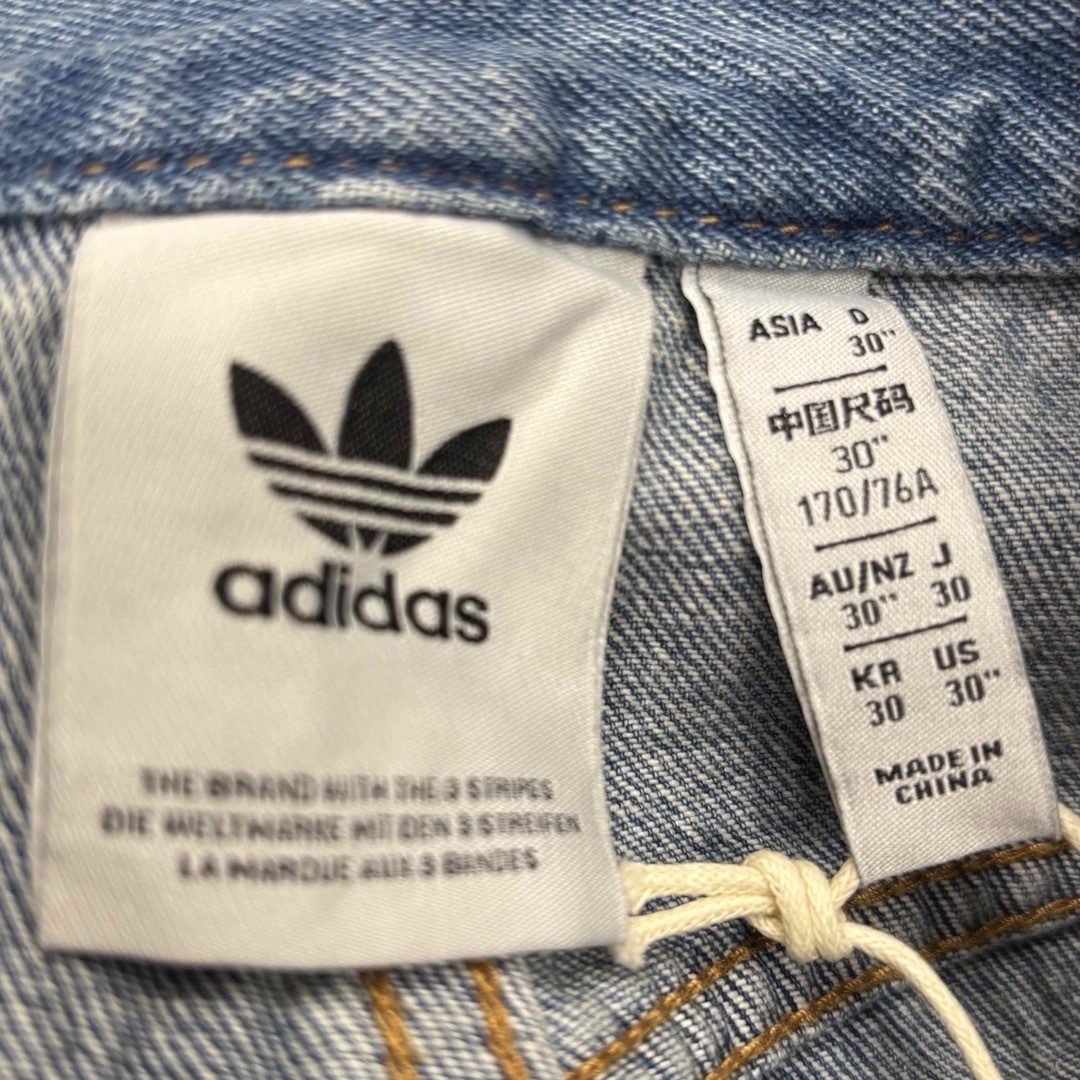 adidas
THE BRAND WITH THE 3 STRIPES
DIE WELTMARKE MIT DEN 3 STREIFEN
LA MARQUE AUX 3 BANDES
ASIA D
30"
中国尺码
30"
170/76A
AU/NZ J
30" 30
KR US
30 30"
MADE IN
CHINA